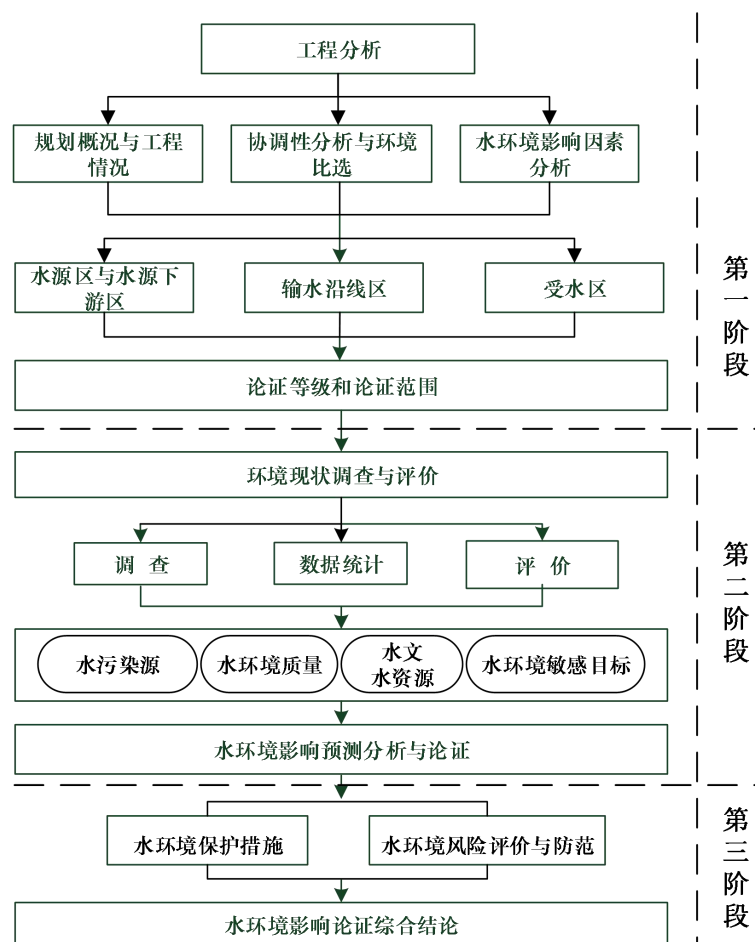 工程分析
规划概况与工程
情况
协调性分析与环境
比选
水环境影响因素
分析
水源区与水源下
游区
输水沿线区
受水区
论证等级和论证范围
第一阶段
环境现状调查与评价
调 查
数据统计
评 价
水污染源
水环境质量
水文
水资源
水环境敏感目标
水环境影响预测分析与论证
第二阶段
水环境保护措施
水环境风险评价与防范
水环境影响论证综合结论
第三阶段